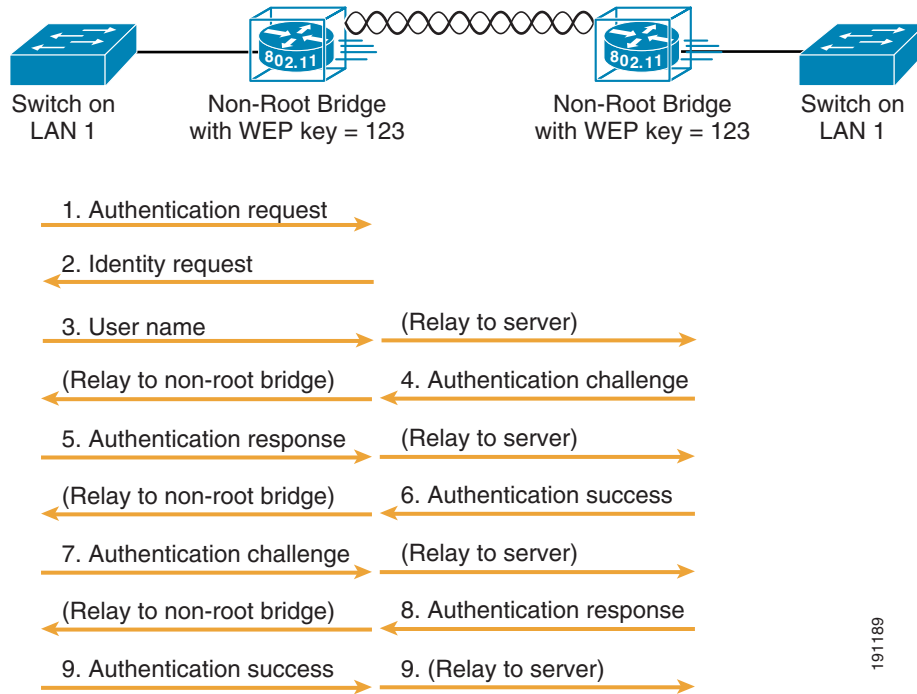 802.11
802.11
Switch on
LAN 1
Non-Root Bridge
with WEP key = 123
Non-Root Bridge
with WEP key = 123
Switch on
LAN 1
1. Authentication request
2. Identity request
3. User name
(Relay to server)
(Relay to non-root bridge)
4. Authentication challenge
5. Authentication response
(Relay to server)
(Relay to non-root bridge)
6. Authentication success
7. Authentication challenge
(Relay to server)
(Relay to non-root bridge)
8. Authentication response
9. Authentication success
9. (Relay to server)
191189